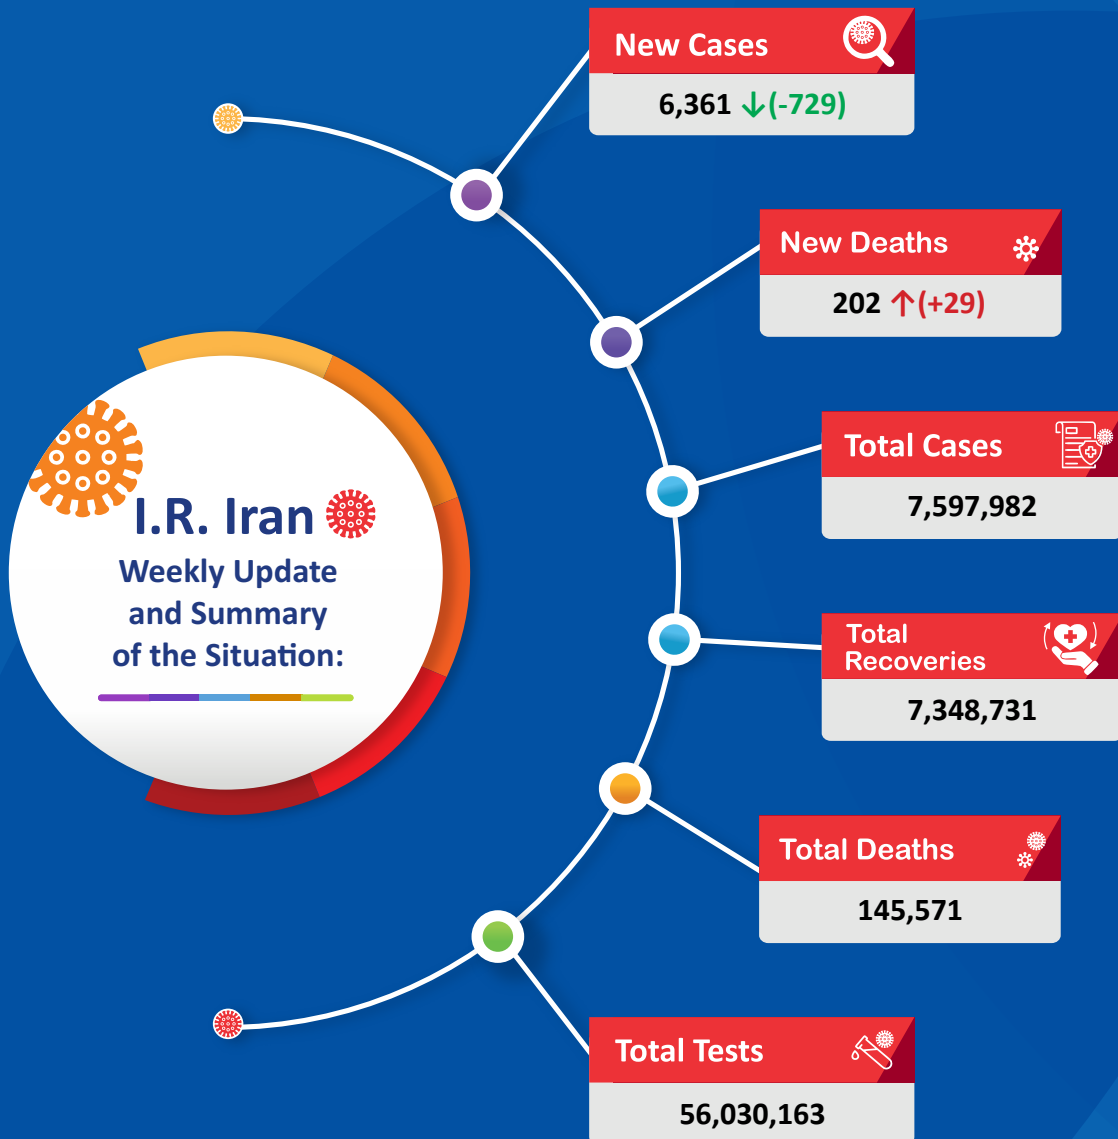 New Cases
6,361 ↓(-729)
New Deaths
202 ↑(+29)
I.R. Iran
Weekly Update
and Summary
of the Situation:
Total Cases
7,597,982
Total
Recoveries
7,348,731
Total Deaths
145,571
Total Tests
56,030,163